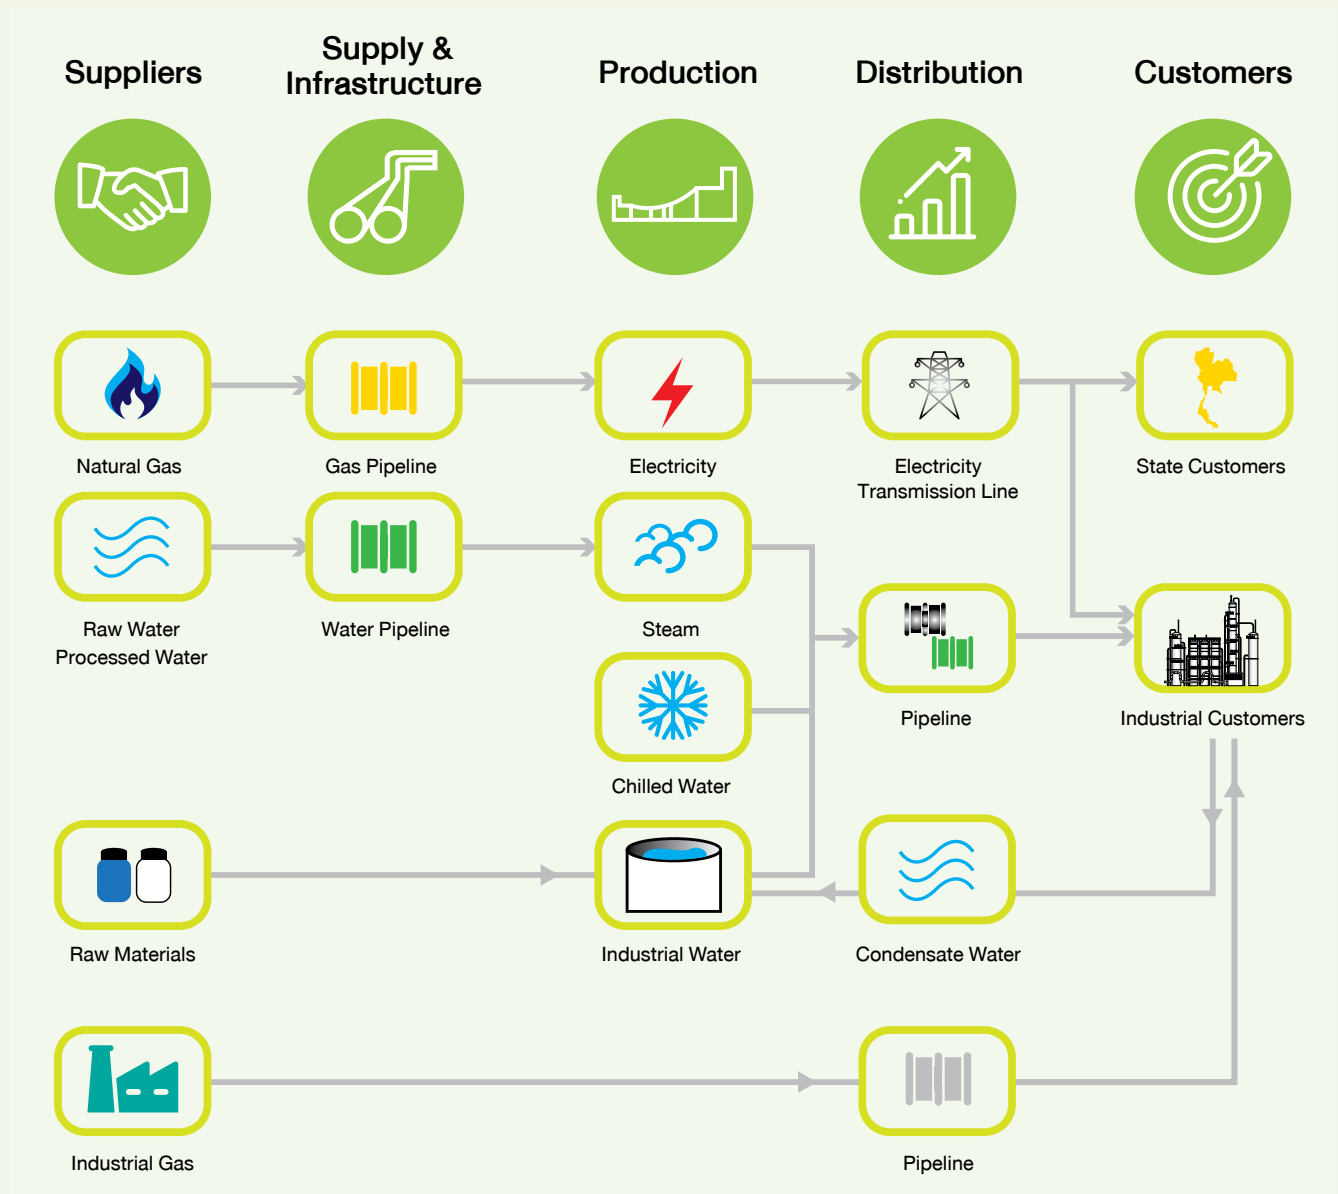 Suppliers
Supply &
Infrastructure
Production
Distribution
Customers
Natural Gas
Gas Pipeline
Electricity
Electricity
Transmission Line
State Customers
Raw Water
Processed Water
Water Pipeline
Steam
Pipeline
Industrial Customers
Chilled Water
Raw Materials
Industrial Water
Condensate Water
Industrial Gas
Pipeline